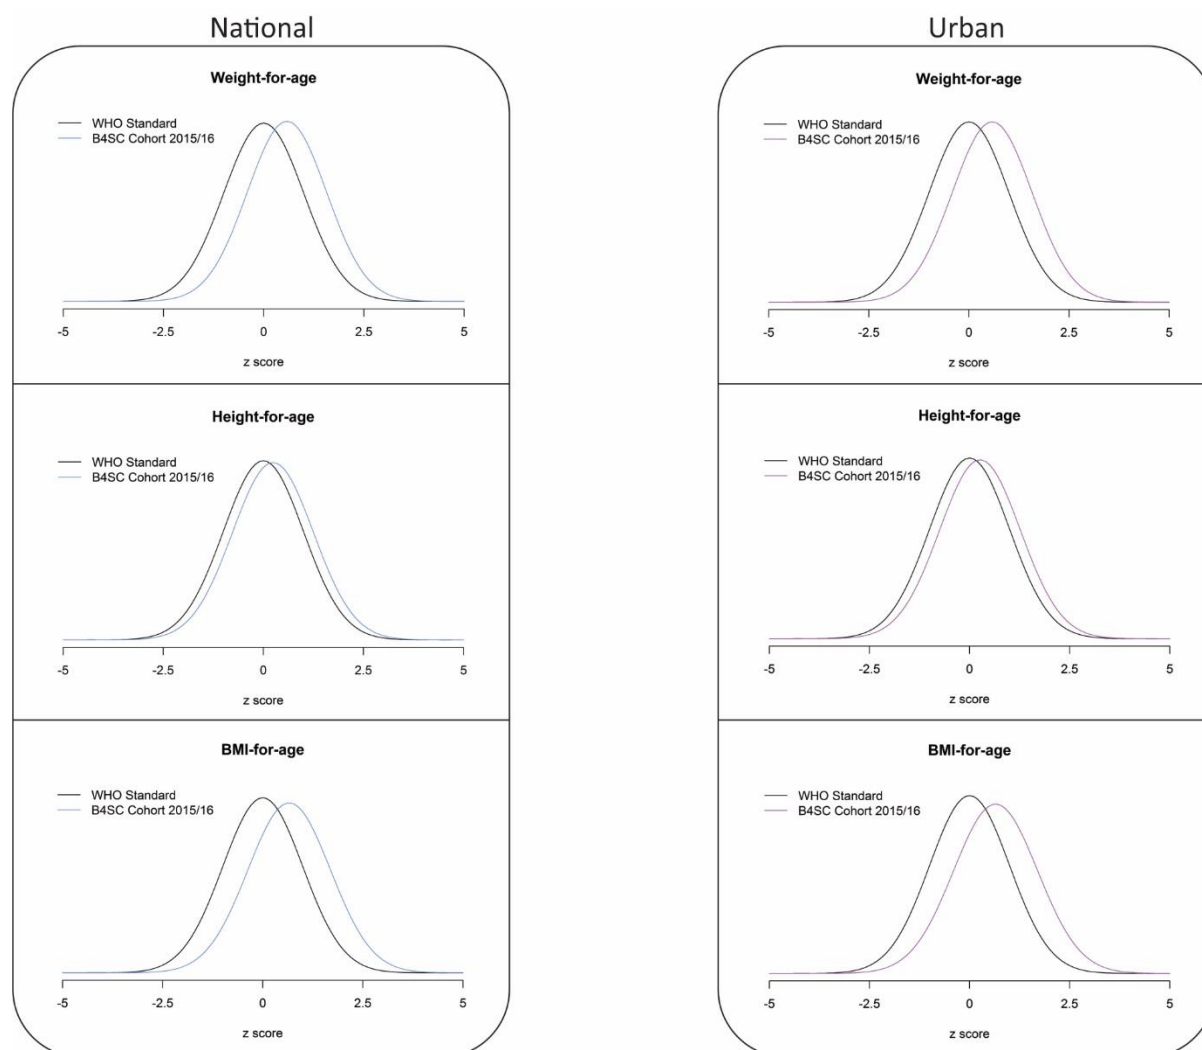 National
Weight-for-age
WHO Standard
B4SC Cohort 2015/16
-5 -2.5 0 2.5 5
z score
Height-for-age
WHO Standard
B4SC Cohort 2015/16
-5 -2.5 0 2.5 5
z score
BMI-for-age
WHO Standard
B4SC Cohort 2015/16
-5 -2.5 0 2.5 5
z score
Urban
Weight-for-age
WHO Standard
B4SC Cohort 2015/16
-5 -2.5 0 2.5 5
z score
Height-for-age
WHO Standard
B4SC Cohort 2015/16
-5 -2.5 0 2.5 5
z score
BMI-for-age
WHO Standard
B4SC Cohort 2015/16
-5 -2.5 0 2.5 5
z score